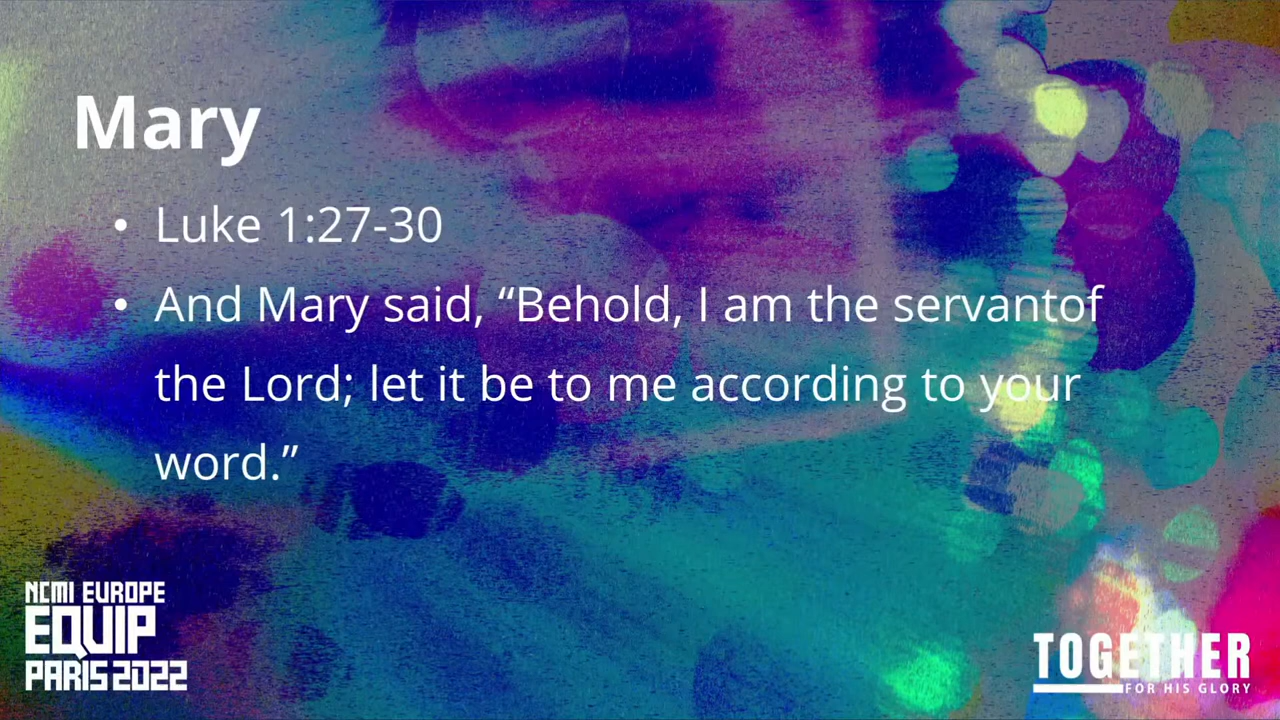 Mary
• Luke 1:27-30
• And Mary said, “Behold, I am the servantof
the Lord; let it be to me according to your
word.”
NCMI EUROPE
EQUIP
PARIS 2022
TOGETHER
FOR HIS GLORY